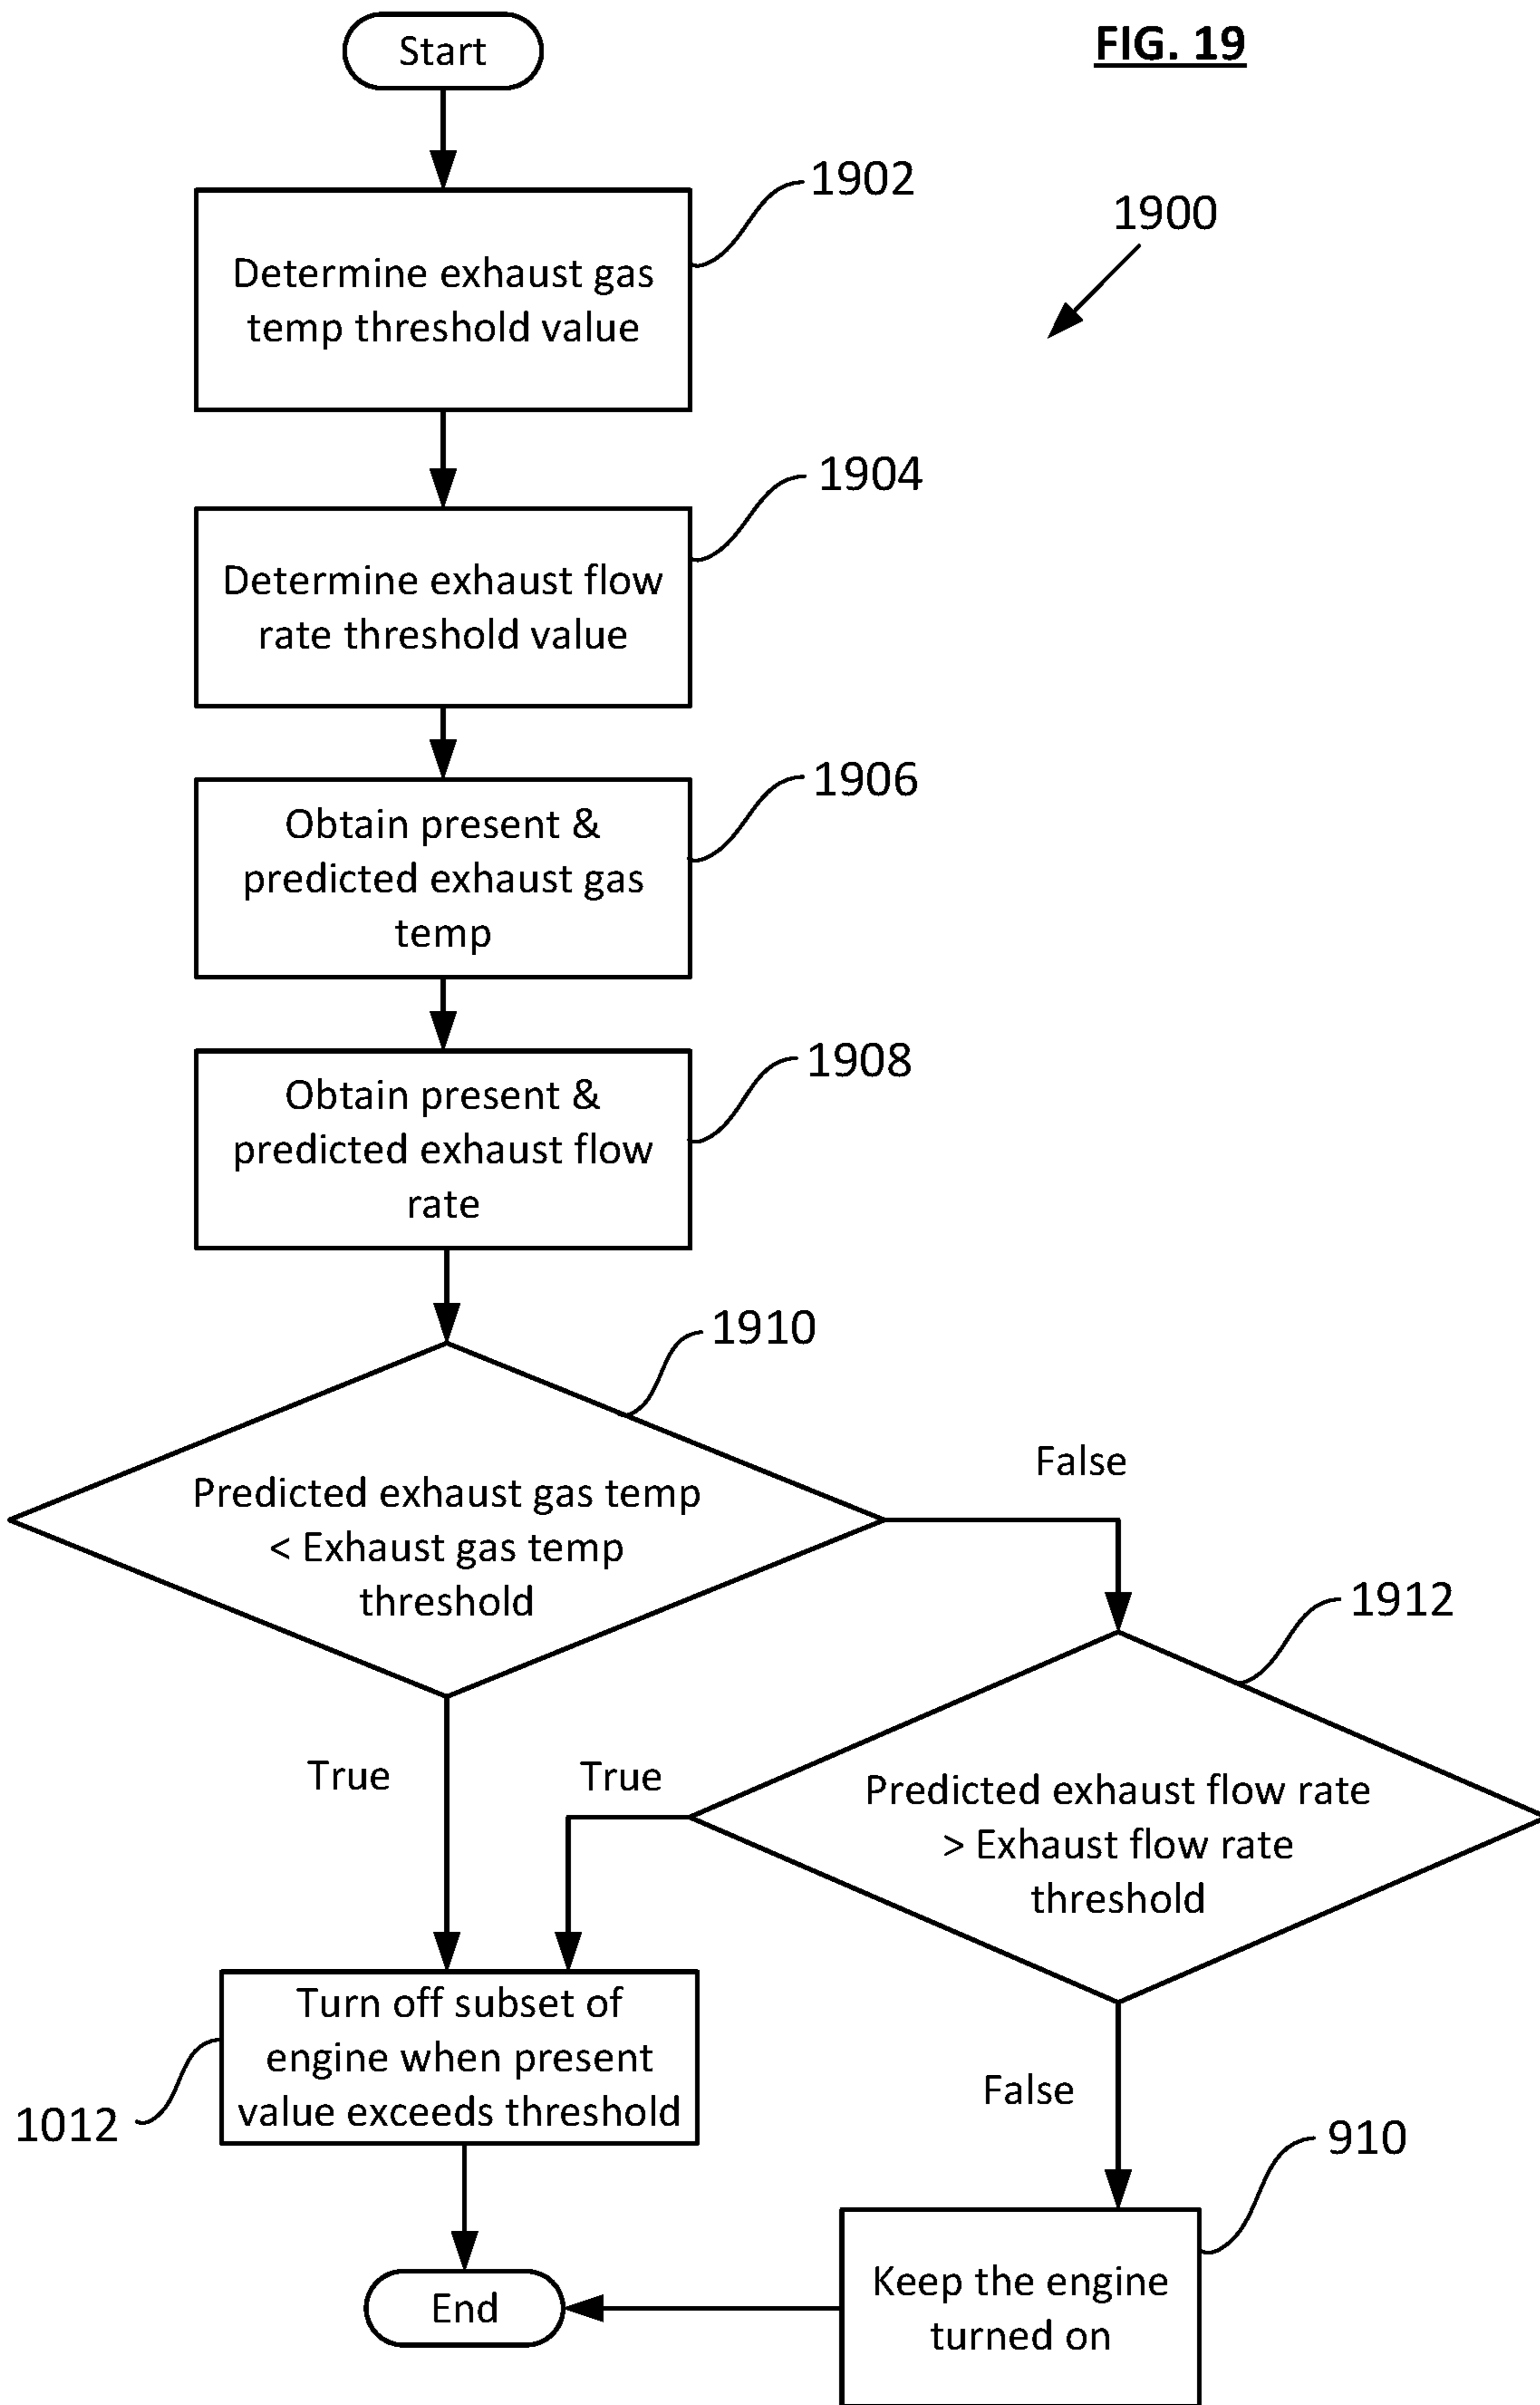 FIG. 19
Start
1902
1900
Determine exhaust gas
temp threshold value
1904
Determine exhaust flow
rate threshold value
1906
Obtain present &
predicted exhaust gas
temp
1908
Obtain present &
predicted exhaust flow
rate
1910
Predicted exhaust gas temp
< Exhaust gas temp
threshold
False
1912
True
True
Predicted exhaust flow rate
> Exhaust flow rate
threshold
Turn off subset of
engine when present
value exceeds threshold
1012
False
910
Keep the engine
turned on
End